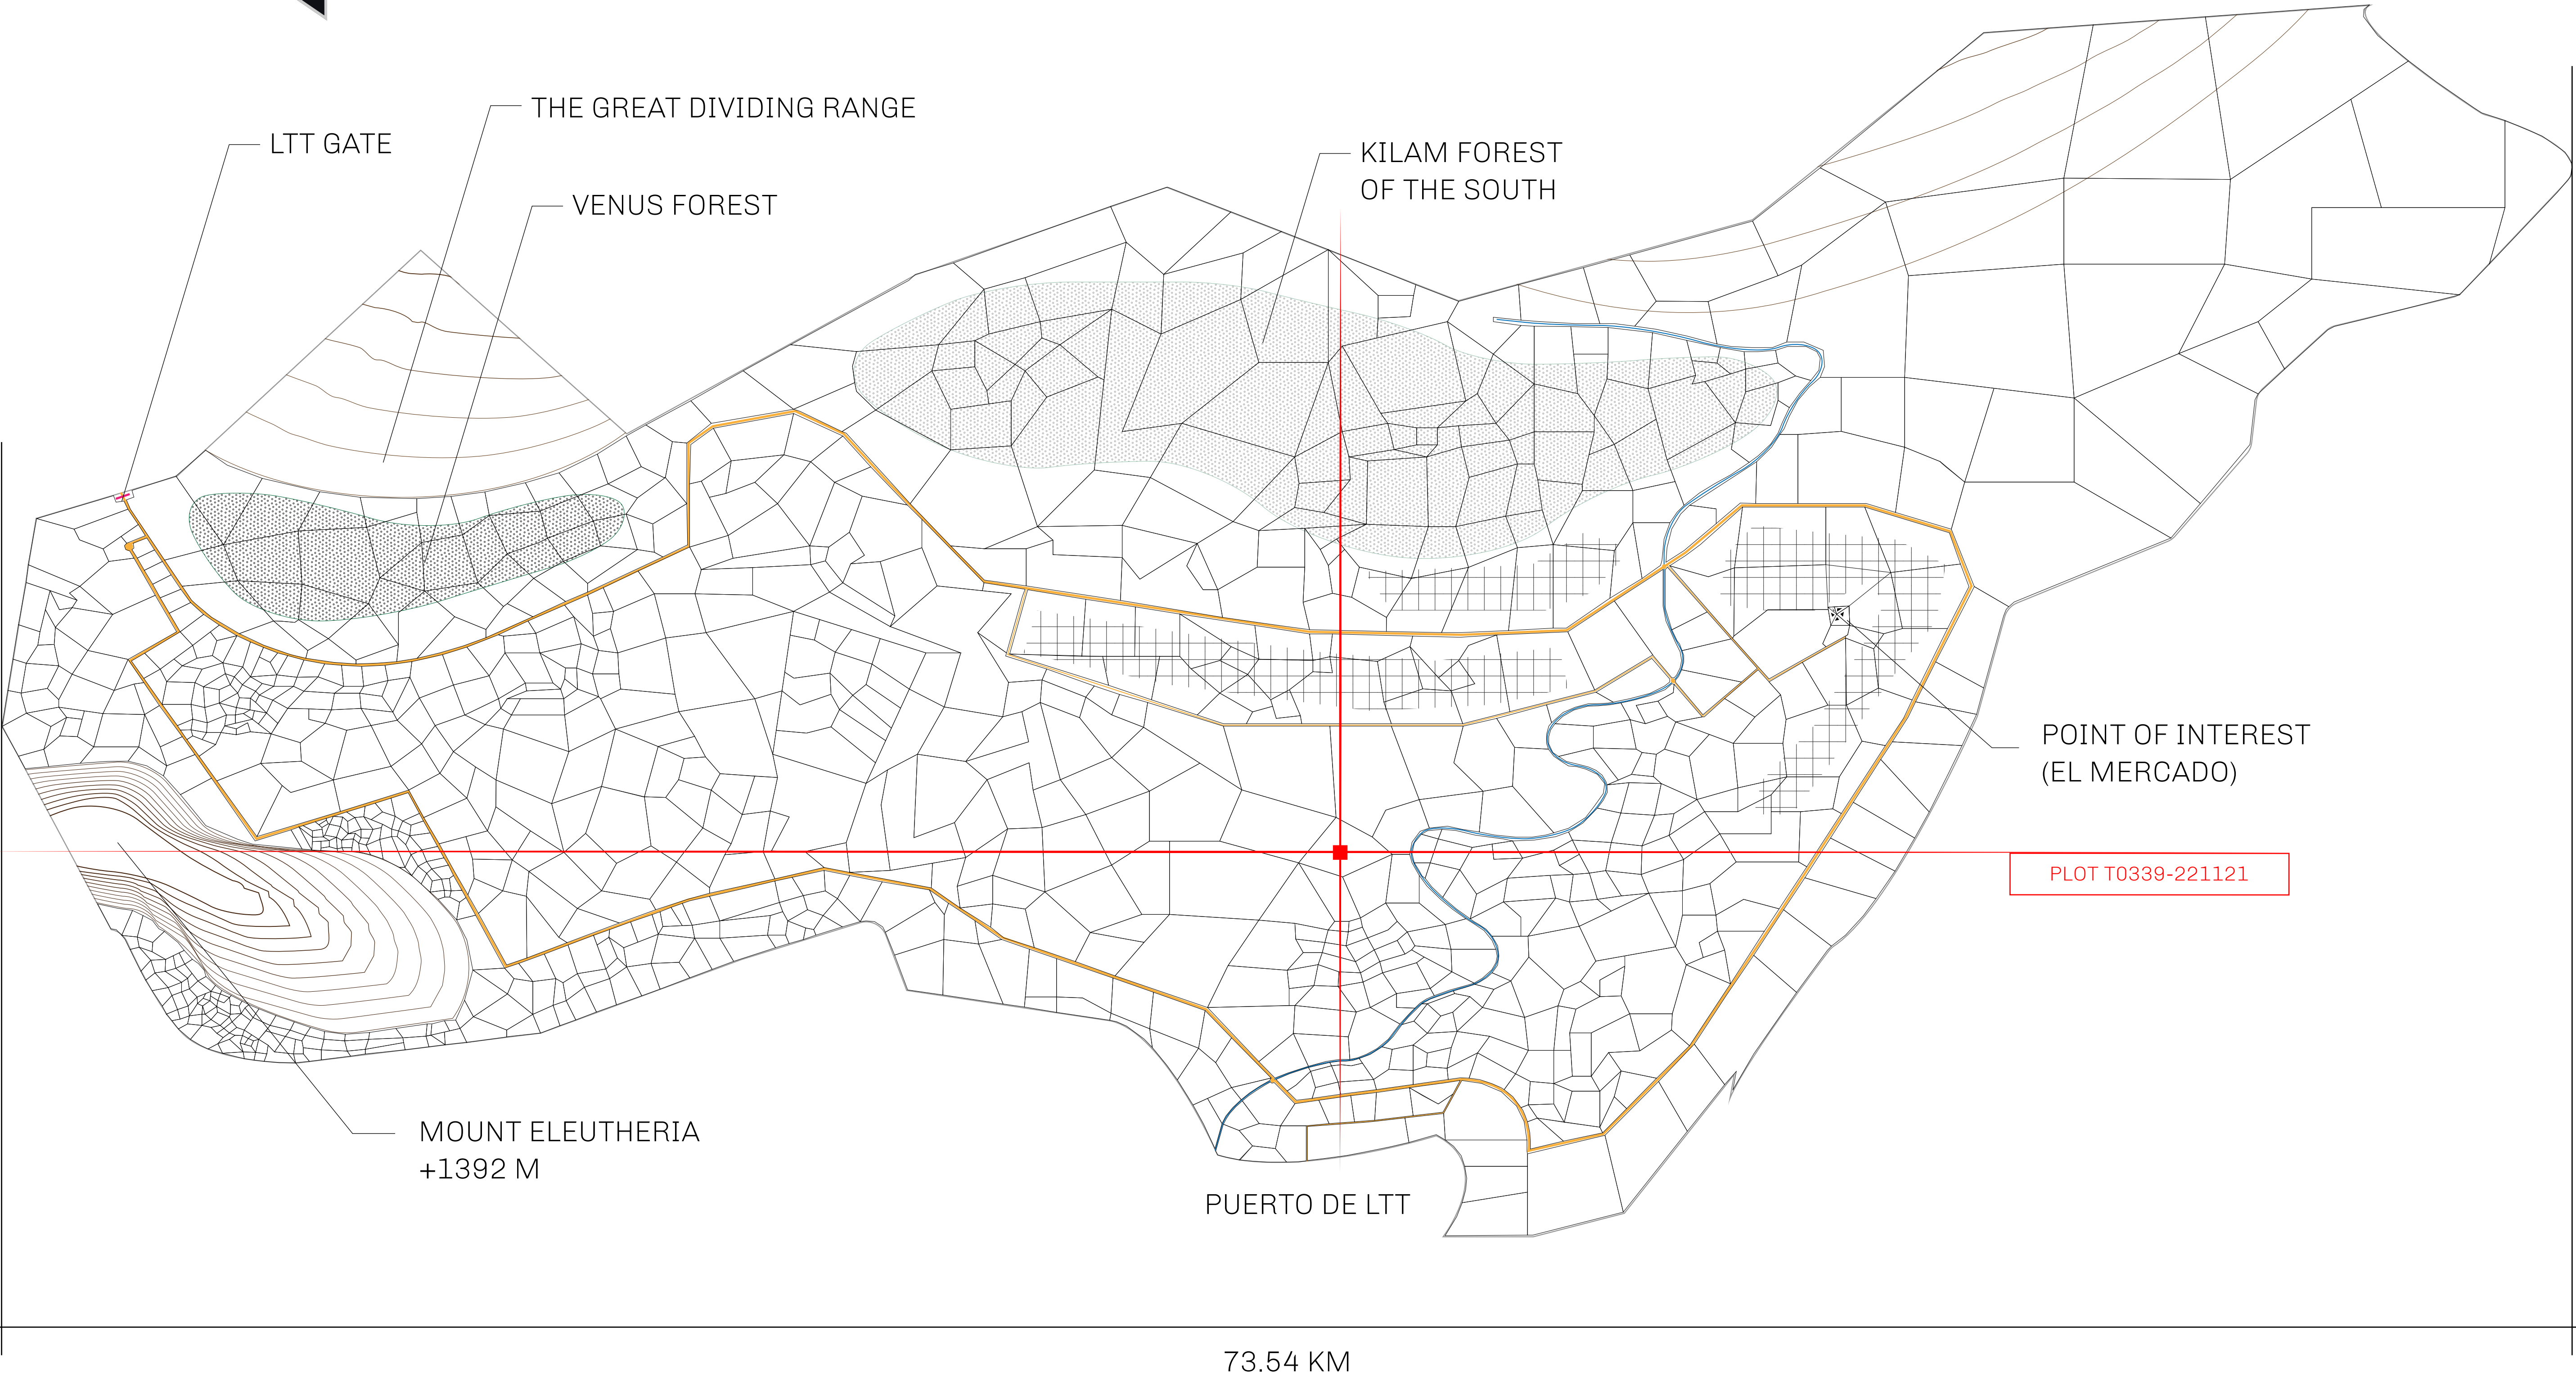 THE GREAT DIVIDING RANGE
LTT GATE
VENUS FOREST
KILAM FOREST
OF THE SOUTH
POINT OF INTEREST
(EL MERCADO)
PLOT T0339-221121
MOUNT ELEUTHERIA
+1392 M
PUERTO DE LTT
73.54 KM